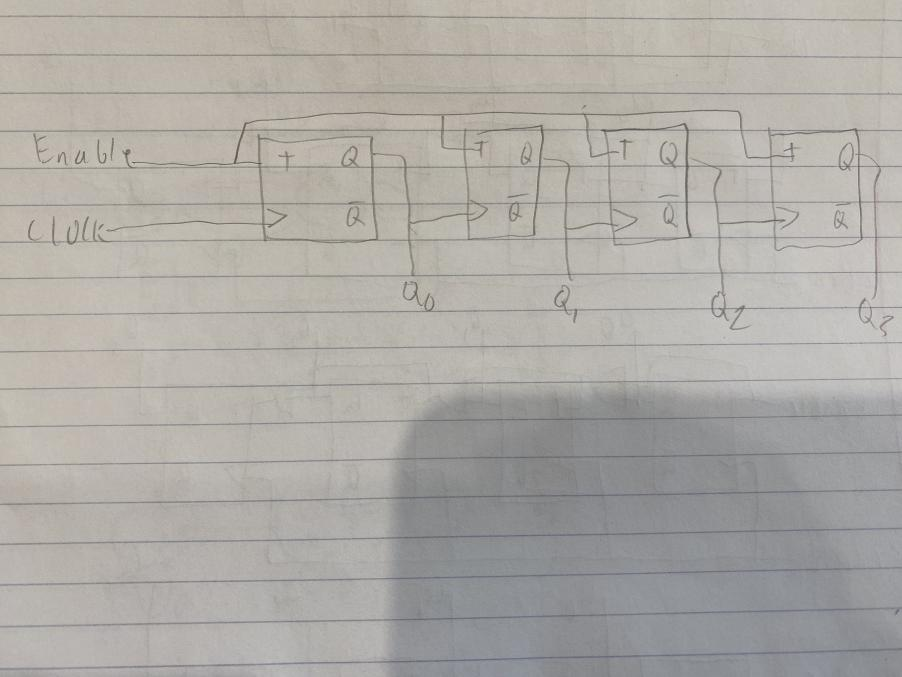 Enable T Q T Q T Q T Q
Clock Q̅ Q̅ Q̅ Q̅
Q₀ Q₁ Q₂ Q₃